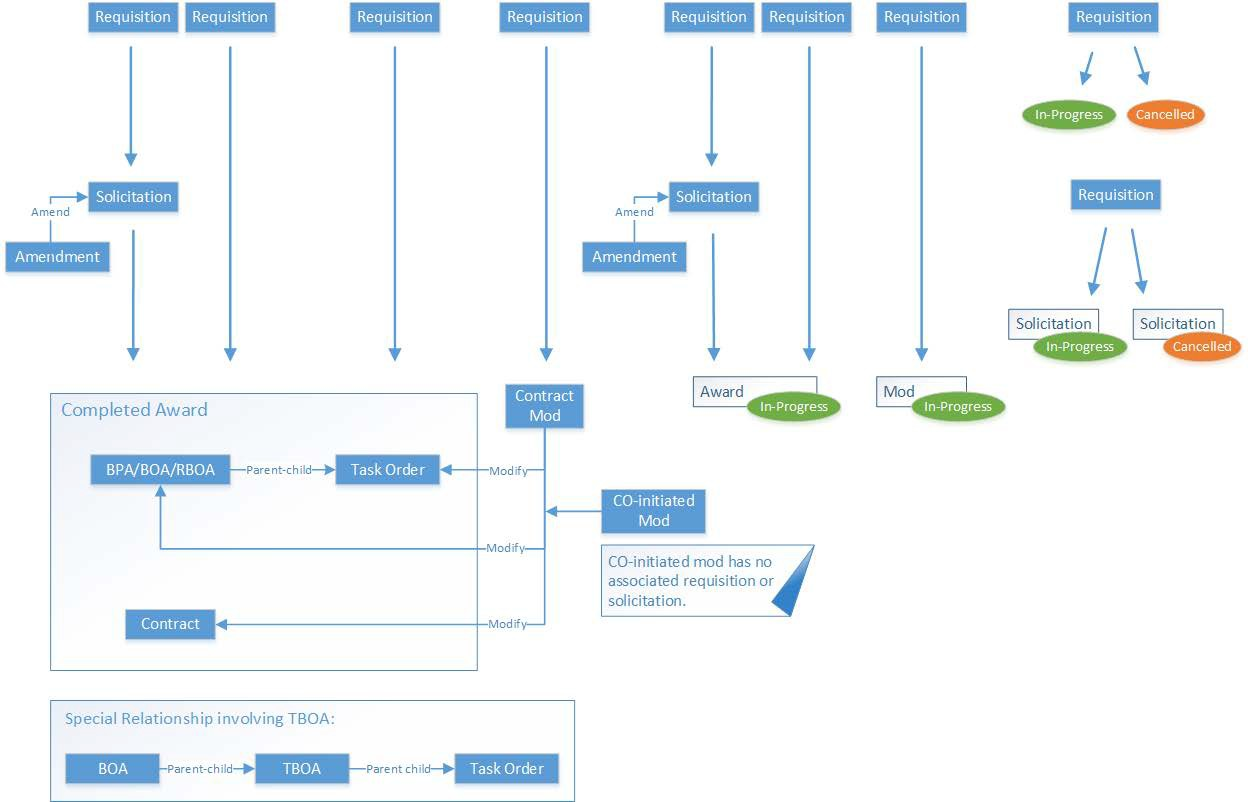 Requisition
Requisition
Requisition
Requisition
Requisition
Requisition
Requisition
Requisition
In-Progress
Cancelled
Solicitation
Amend
Amendment
Solicitation
Amend
Amendment
Requisition
Solicitation
In-Progress
Solicitation
Cancelled
Completed Award
Contract
Mod
Award
In-Progress
Mod
In-Progress
BPA/BOA/RBOA
Parent-child
Task Order
Modify
CO-initiated
Mod
Modify
CO-initiated mod has no
associated requisition or
solicitation.
Contract
Modify
Special Relationship involving TBOA:
BOA
Parent-child
TBOA
Parent child
Task Order